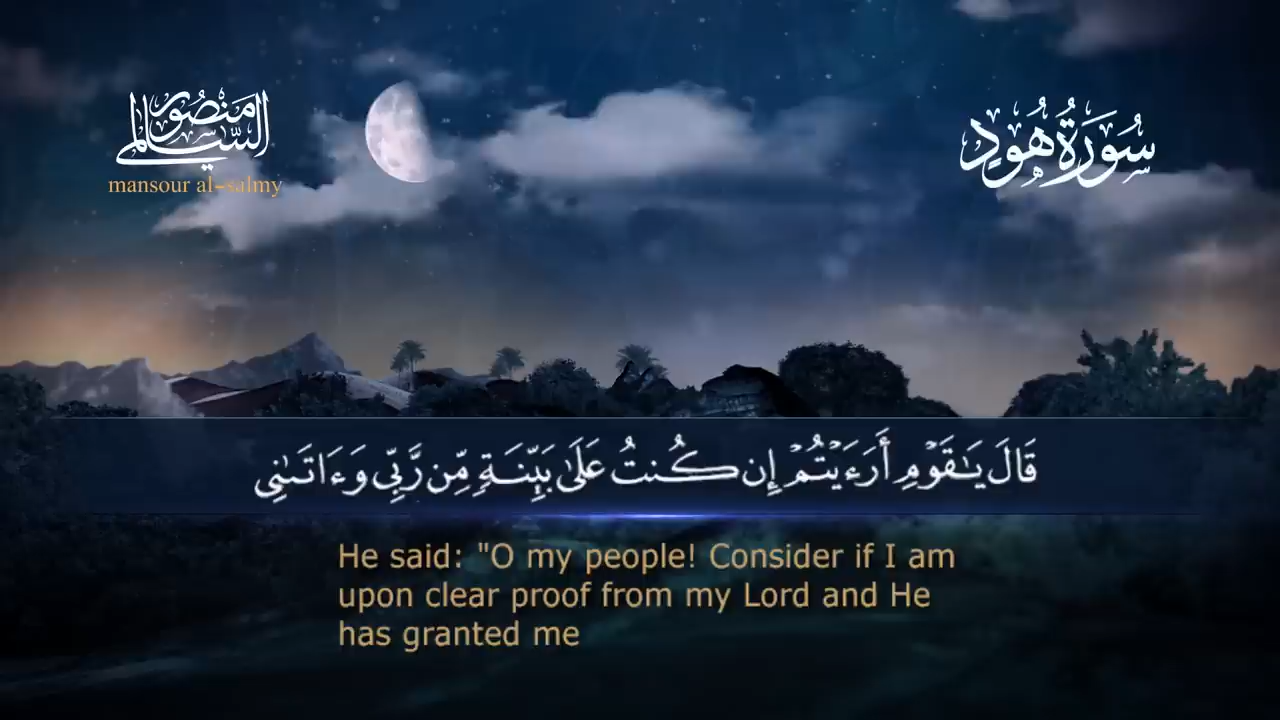 منصور
السالمي
mansour al-salmy
سُورَةُ هُودٍ
قَالَ يَـٰقَوْمِ أَرَءَيْتُمْ إِن كُنتُ عَلَىٰ بَيِّنَةٍ مِّن رَّبِّى وَءَاتَىٰنِى
He said: "O my people! Consider if I am
upon clear proof from my Lord and He
has granted me